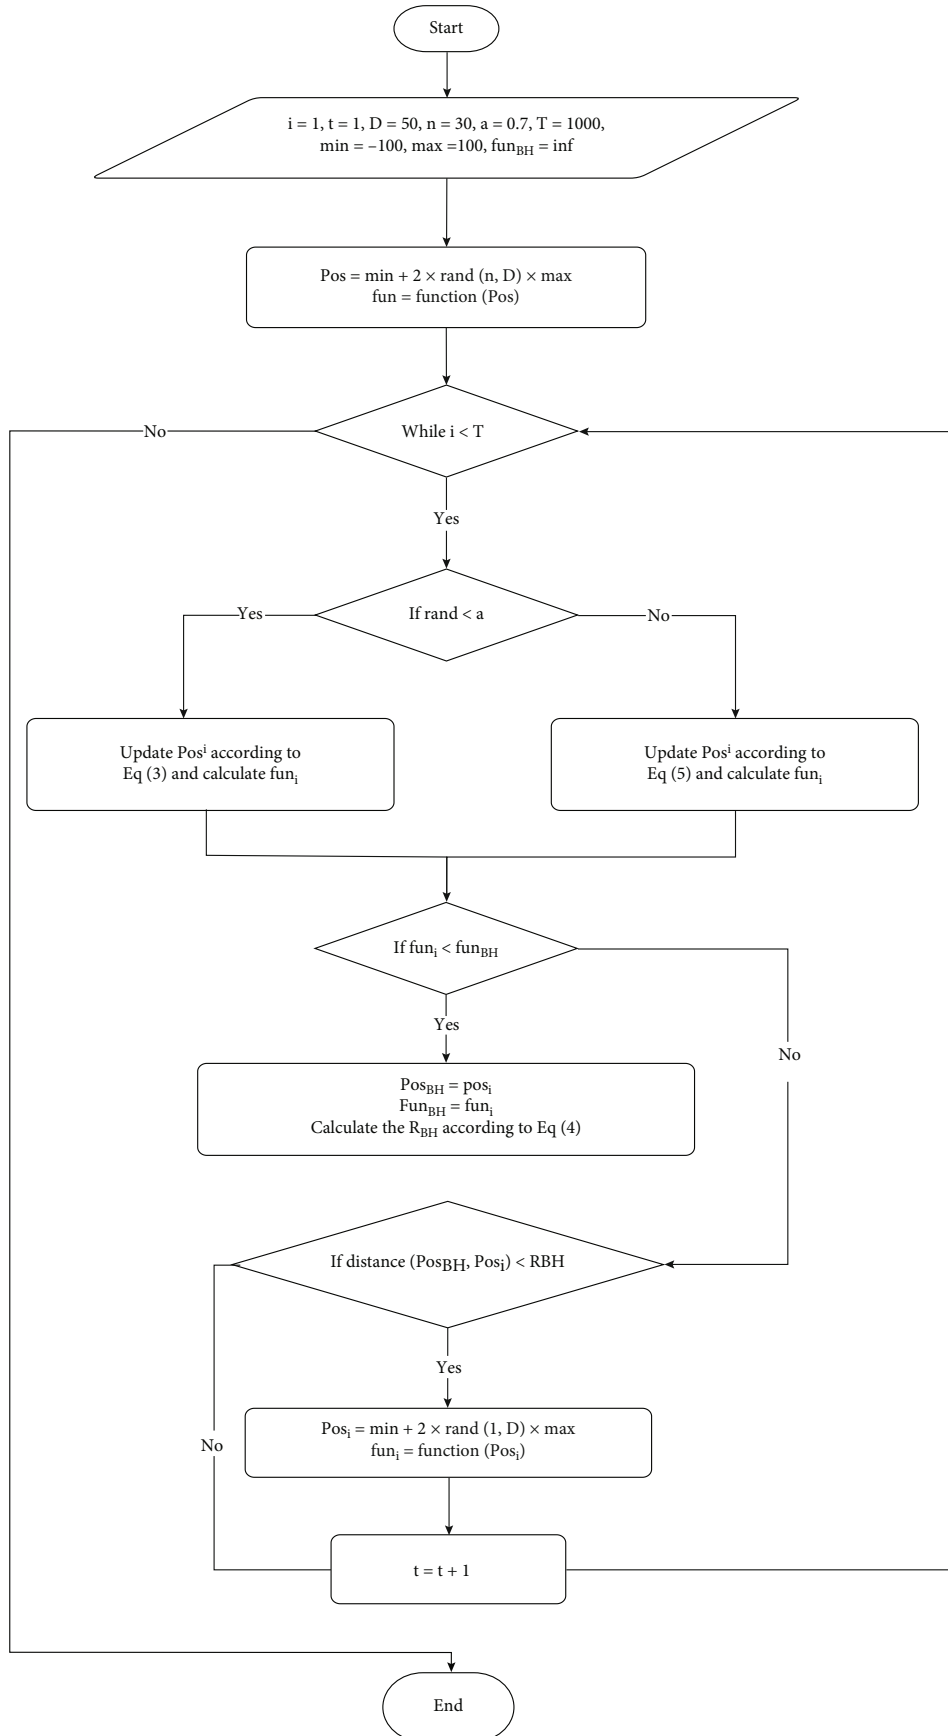 Start
i = 1, t = 1, D = 50, n = 30, a = 0.7, T = 1000,
min = –100, max =100, fun_BH = inf
Pos = min + 2 × rand (n, D) × max
fun = function (Pos)
While i < T
No
Yes
If rand < a
Yes
No
Update Pos^i according to
Eq (3) and calculate fun_i
Update Pos^i according to
Eq (5) and calculate fun_i
If fun_i < fun_BH
Yes
No
Pos_BH = pos_i
Fun_BH = fun_i
Calculate the R_BH according to Eq (4)
If distance (Pos_BH, Pos_i) < RBH
Yes
No
Pos_i = min + 2 × rand (1, D) × max
fun_i = function (Pos_i)
t = t + 1
End